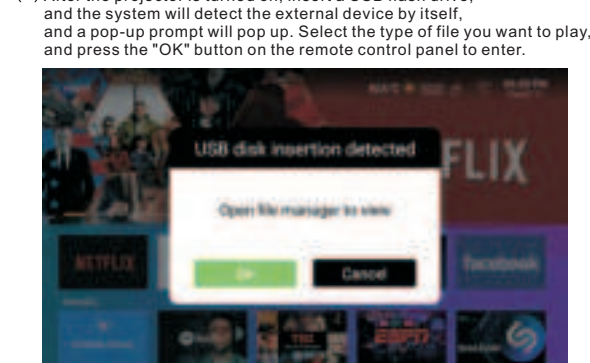 After the projector is turned on, insert a USB flash drive,
and the system will detect the external device by itself,
and a pop-up prompt will pop up. Select the type of file you want to play,
and press the "OK" button on the remote control panel to enter.
USB disk insertion detected
FLIX
Open file manager to view
NETFLIX
facebook
OK
Cancel
ESPN